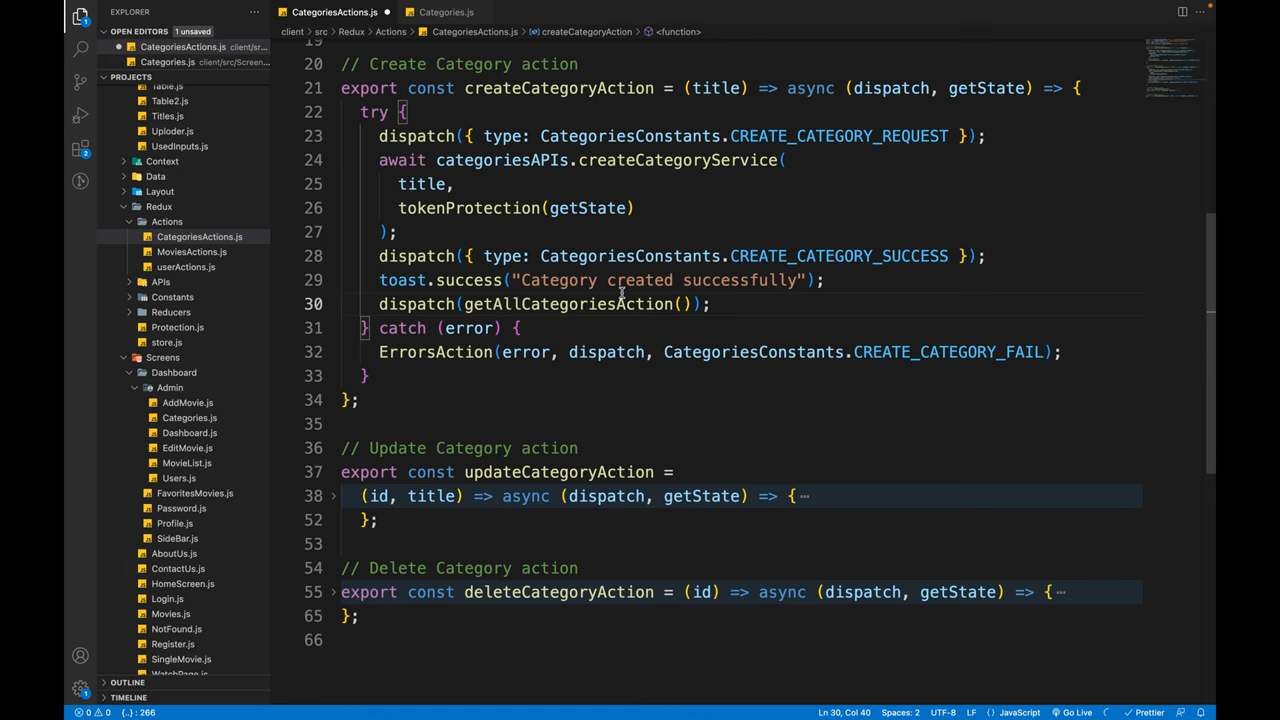 EXPLORER
OPEN EDITORS 1 unsaved
CategoriesActions.js client/sr...
Categories.js client/src/Screen...
PROJECTS
Table.js
Table2.js
Titles.js
Uploder.js
UsedInputs.js
Context
Data
Layout
Redux
Actions
CategoriesActions.js
MoviesActions.js
userActions.js
APIs
Constants
Reducers
Protection.js
store.js
Screens
Dashboard
Admin
AddMovie.js
Categories.js
Dashboard.js
EditMovie.js
MovieList.js
Users.js
FavoritesMovies.js
Password.js
Profile.js
SideBar.js
AboutUs.js
ContactUs.js
HomeScreen.js
Login.js
Movies.js
NotFound.js
Register.js
SingleMovie.js
WatchPage.js
OUTLINE
TIMELINE
CategoriesActions.js Categories.js
client > src > Redux > Actions > CategoriesActions.js > createCategoryAction > <function>
19
20 // Create Category action
21 export const createCategoryAction = (title) => async (dispatch, getState) => {
22 try {
23 dispatch({ type: CategoriesConstants.CREATE_CATEGORY_REQUEST });
24 await categoriesAPIs.createCategoryService(
25 title,
26 tokenProtection(getState)
27 );
28 dispatch({ type: CategoriesConstants.CREATE_CATEGORY_SUCCESS });
29 toast.success("Category created successfully");
30 dispatch(getAllCategoriesAction());
31 } catch (error) {
32 ErrorsAction(error, dispatch, CategoriesConstants.CREATE_CATEGORY_FAIL);
33 }
34 };
35
36 // Update Category action
37 export const updateCategoryAction =
38 (id, title) => async (dispatch, getState) => {⋯
52 };
53
54 // Delete Category action
55 export const deleteCategoryAction = (id) => async (dispatch, getState) => {⋯
65 };
66
0 0 {..} : 266 Ln 30, Col 40 Spaces: 2 UTF-8 LF {} JavaScript Go Live Prettier